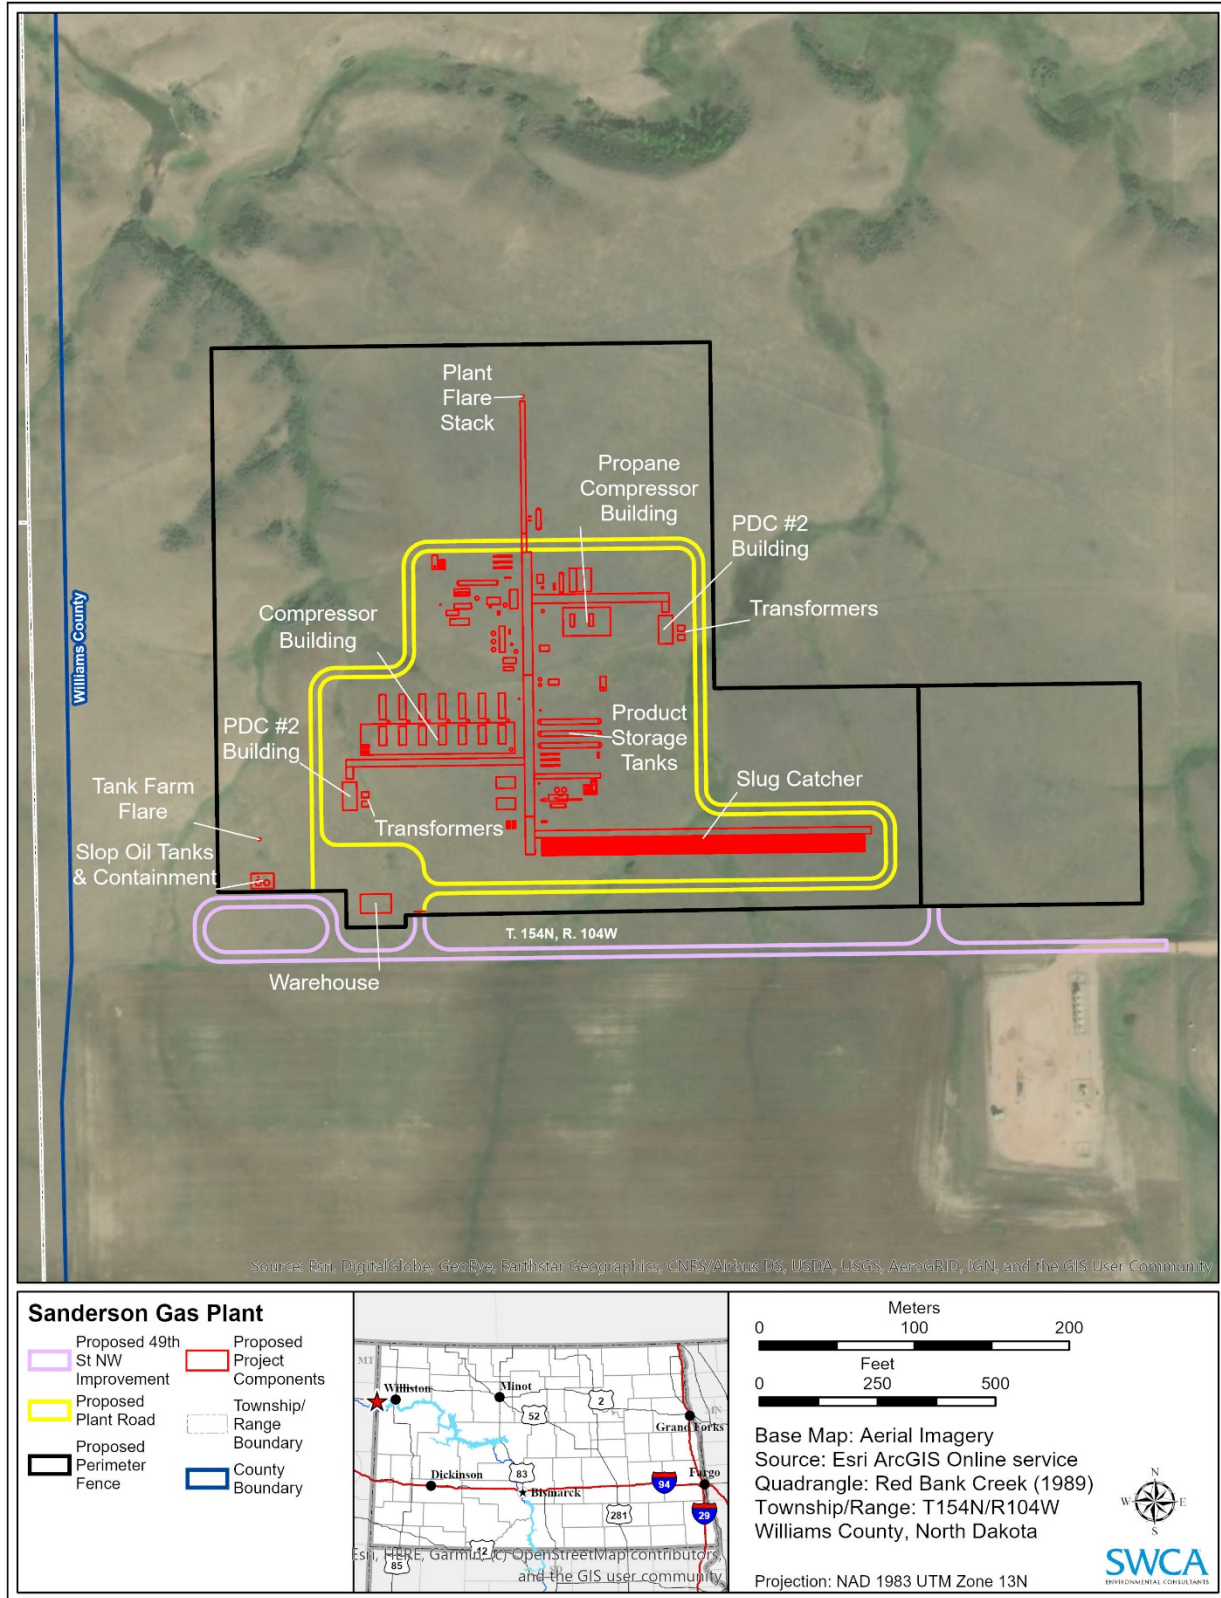 Plant
Flare
Stack
Propane
Compressor
Building
PDC #2
Building
Transformers
Compressor
Building
Williams County
PDC #2
Building
Product
Storage
Tanks
Tank Farm
Flare
Slug Catcher
Transformers
Slop Oil Tanks
& Containment
T. 154N, R. 104W
Warehouse
Source: Esri, DigitalGlobe, GeoEye, Earthstar Geographics, CNES/Airbus DS, USDA, USGS, AeroGRID, IGN, and the GIS User Community
Sanderson Gas Plant
Proposed 49th
St NW
Improvement
Proposed
Plant Road
Proposed
Perimeter
Fence
Proposed
Project
Components
Township/
Range
Boundary
County
Boundary
MT
Williston
Minot
2
52
MN
Grand Forks
Dickinson
83
Bismarck
94
Fargo
29
281
12
85
SD
Esri, HERE, Garmin, (c) OpenStreetMap contributors,
and the GIS user community
Meters
0 100 200
Feet
0 250 500
Base Map: Aerial Imagery
Source: Esri ArcGIS Online service
Quadrangle: Red Bank Creek (1989)
Township/Range: T154N/R104W
Williams County, North Dakota
Projection: NAD 1983 UTM Zone 13N
N
W E
S
SWCA
ENVIRONMENTAL CONSULTANTS